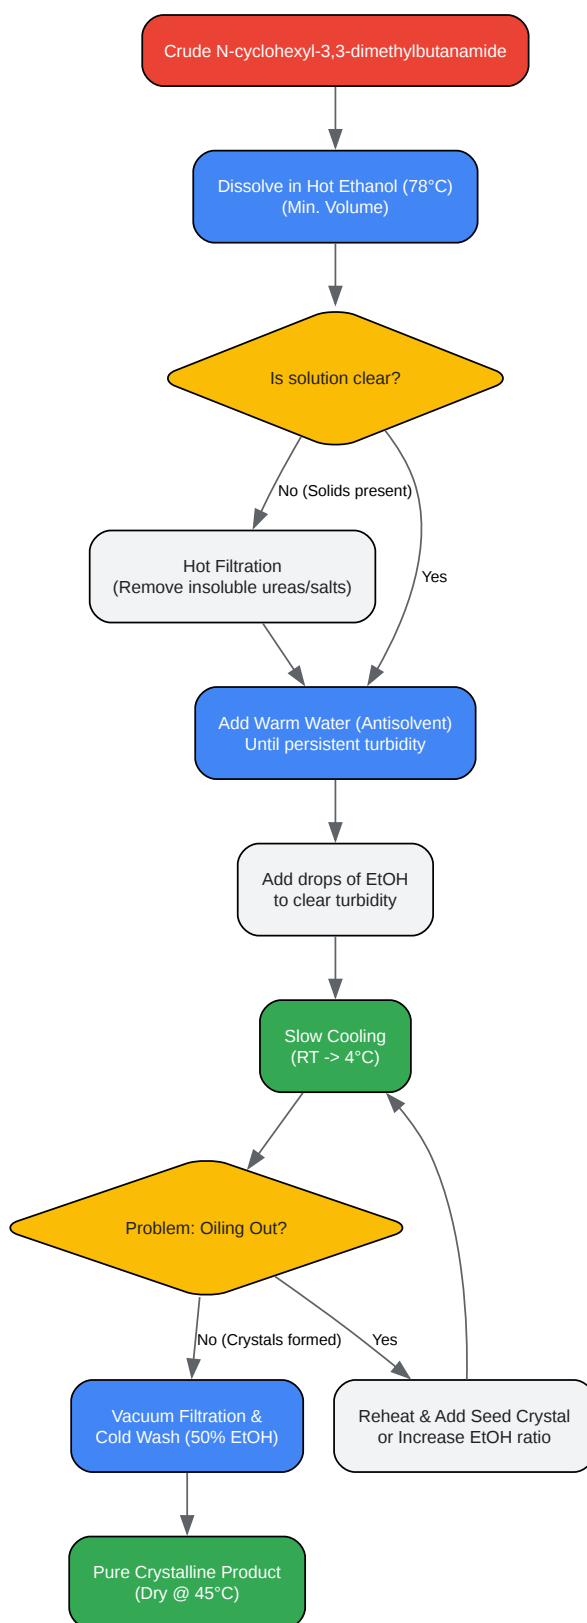 Crude N-cyclohexyl-3,3-dimethylbutanamide
Dissolve in Hot Ethanol (78°C)
(Min. Volume)
Is solution clear?
No (Solids present)
Hot Filtration
(Remove insoluble ureas/salts)
Yes
Add Warm Water (Antisolvent)
Until persistent turbidity
Add drops of EtOH
to clear turbidity
Slow Cooling
(RT -> 4°C)
Problem: Oiling Out?
No (Crystals formed)
Yes
Vacuum Filtration &
Cold Wash (50% EtOH)
Reheat & Add Seed Crystal
or Increase EtOH ratio
Pure Crystalline Product
(Dry @ 45°C)